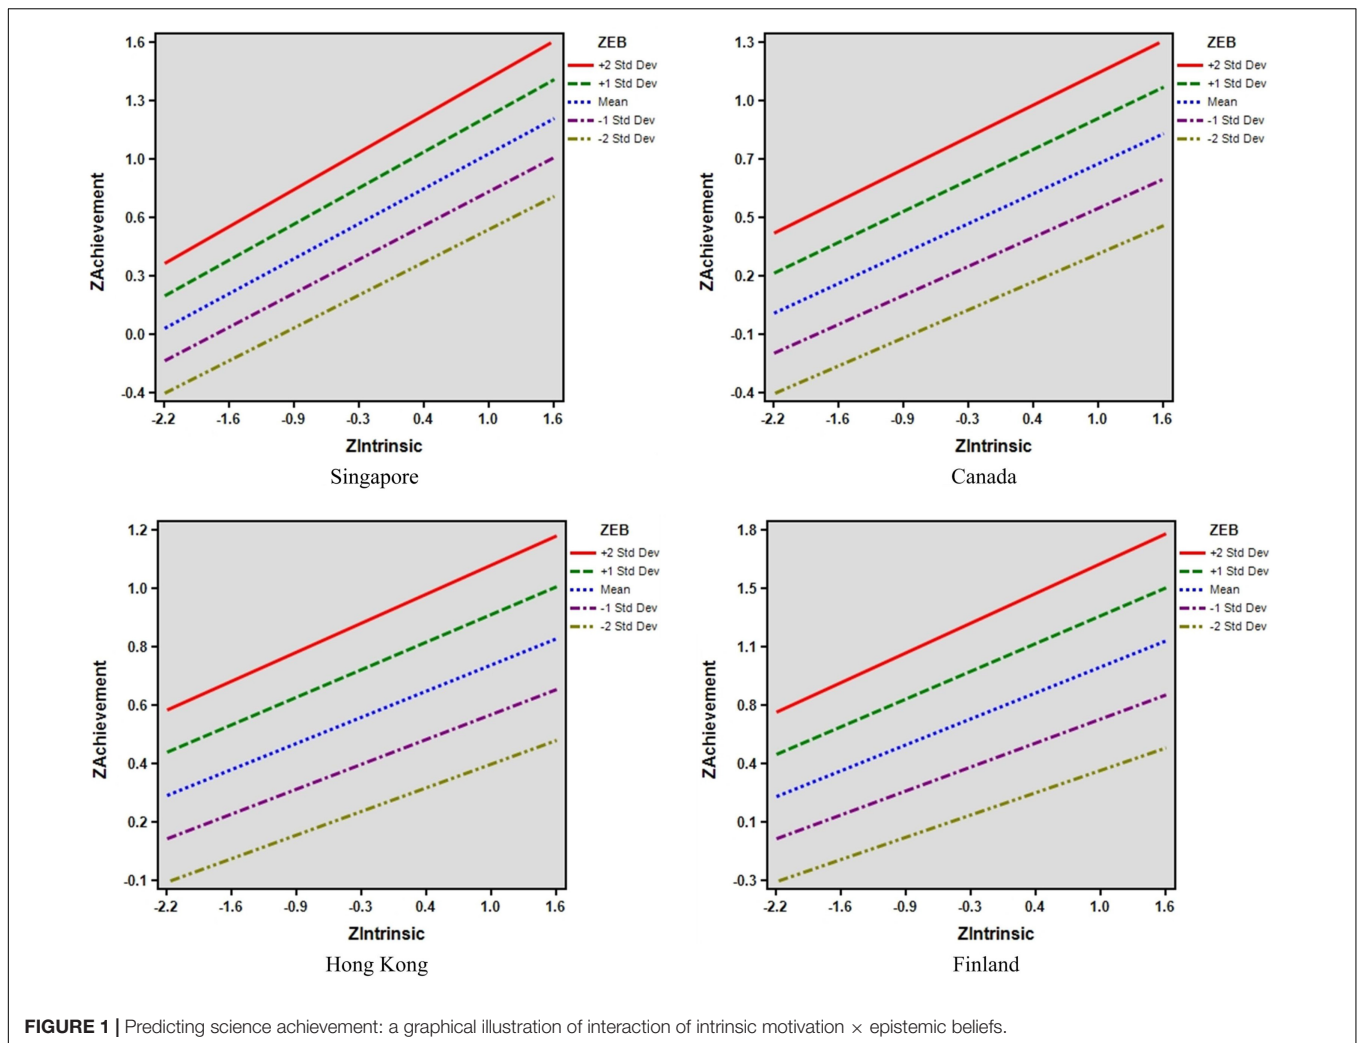 1.6
1.3
1.0
0.6
0.3
0.0
-0.4
ZAchievement
-2.2 -1.6 -0.9 -0.3 0.4 1.0 1.6
ZIntrinsic
ZEB
+2 Std Dev
+1 Std Dev
Mean
-1 Std Dev
-2 Std Dev
Singapore
1.3
1.0
0.7
0.5
0.2
-0.1
-0.4
ZAchievement
-2.2 -1.6 -0.9 -0.3 0.4 1.0 1.6
ZIntrinsic
ZEB
+2 Std Dev
+1 Std Dev
Mean
-1 Std Dev
-2 Std Dev
Canada
1.2
1.0
0.8
0.6
0.4
0.2
-0.1
ZAchievement
-2.2 -1.6 -0.9 -0.3 0.4 1.0 1.6
ZIntrinsic
ZEB
+2 Std Dev
+1 Std Dev
Mean
-1 Std Dev
-2 Std Dev
Hong Kong
1.8
1.5
1.1
0.8
0.4
0.1
-0.3
ZAchievement
-2.2 -1.6 -0.9 -0.3 0.4 1.0 1.6
ZIntrinsic
ZEB
+2 Std Dev
+1 Std Dev
Mean
-1 Std Dev
-2 Std Dev
Finland
FIGURE 1 | Predicting science achievement: a graphical illustration of interaction of intrinsic motivation × epistemic beliefs.